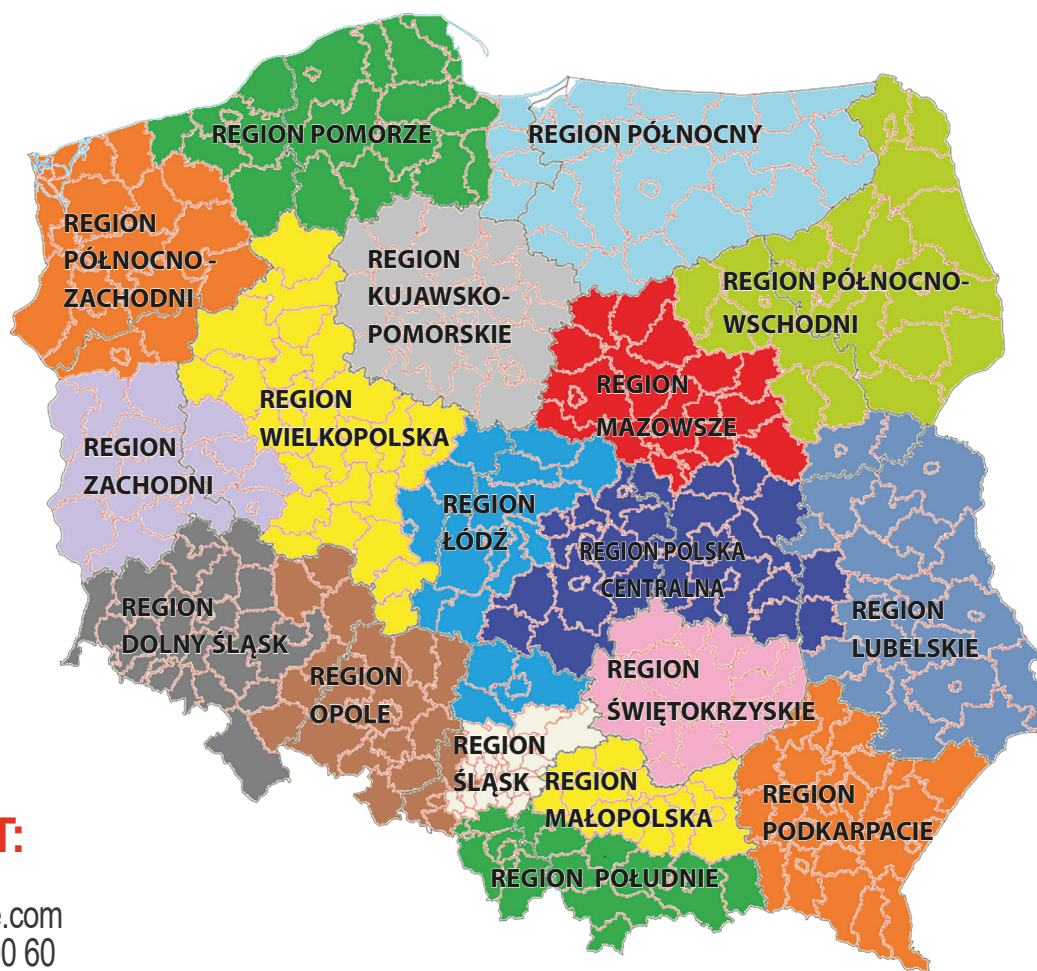 REGION POMORZE
REGION PÓŁNOCNY
REGION
PÓŁNOCNO-
ZACHODNI
REGION
KUJAWSKO-
POMORSKIE
REGION PÓŁNOCNO-
WSCHODNI
REGION
MAZOWSZE
REGION
WIELKOPOLSKA
REGION
ZACHODNI
REGION
ŁÓDŹ
REGION POLSKA
CENTRALNA
REGION
DOLNY ŚLĄSK
REGION
LUBELSKIE
REGION
OPOLE
REGION
ŚWIĘTOKRZYSKIE
REGION
ŚLĄSK
REGION
MAŁOPOLSKA
REGION
PODKARPACIE
REGION POŁUDNIE
T:
e.com
0 60